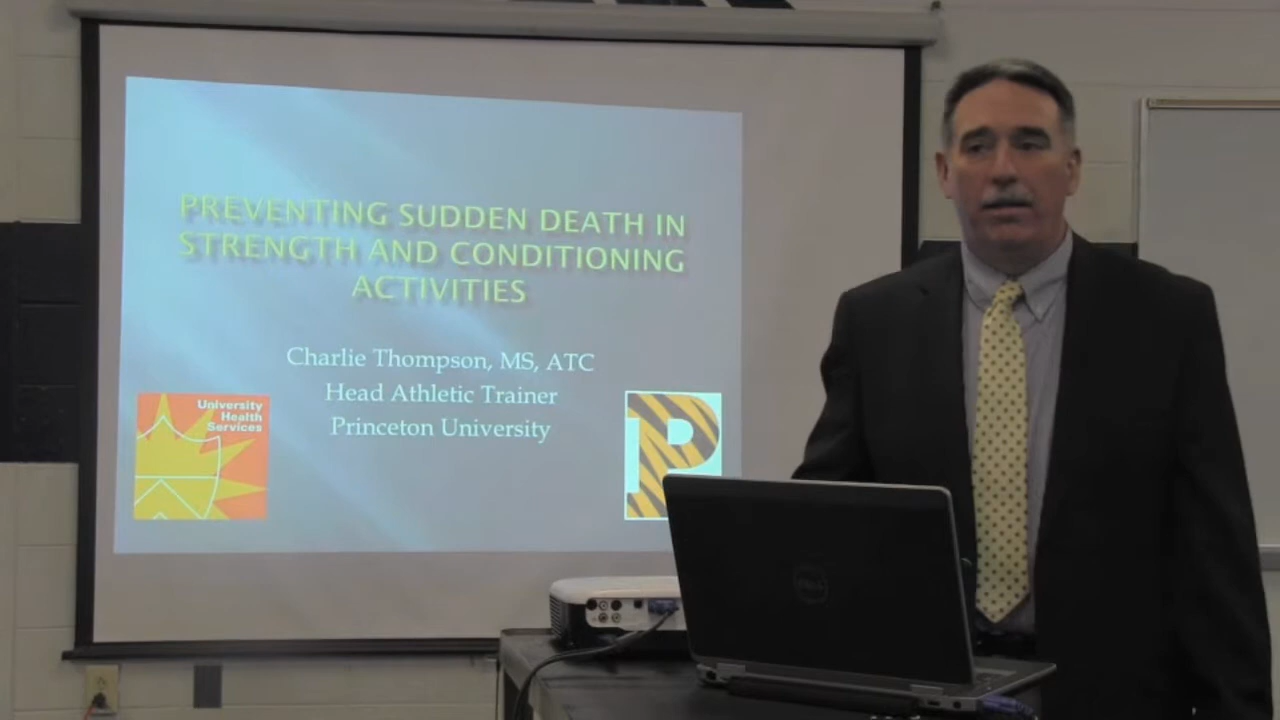 PREVENTING SUDDEN DEATH IN
STRENGTH AND CONDITIONING
ACTIVITIES
Charlie Thompson, MS, ATC
Head Athletic Trainer
Princeton University
University
Health
Services
P
DELL